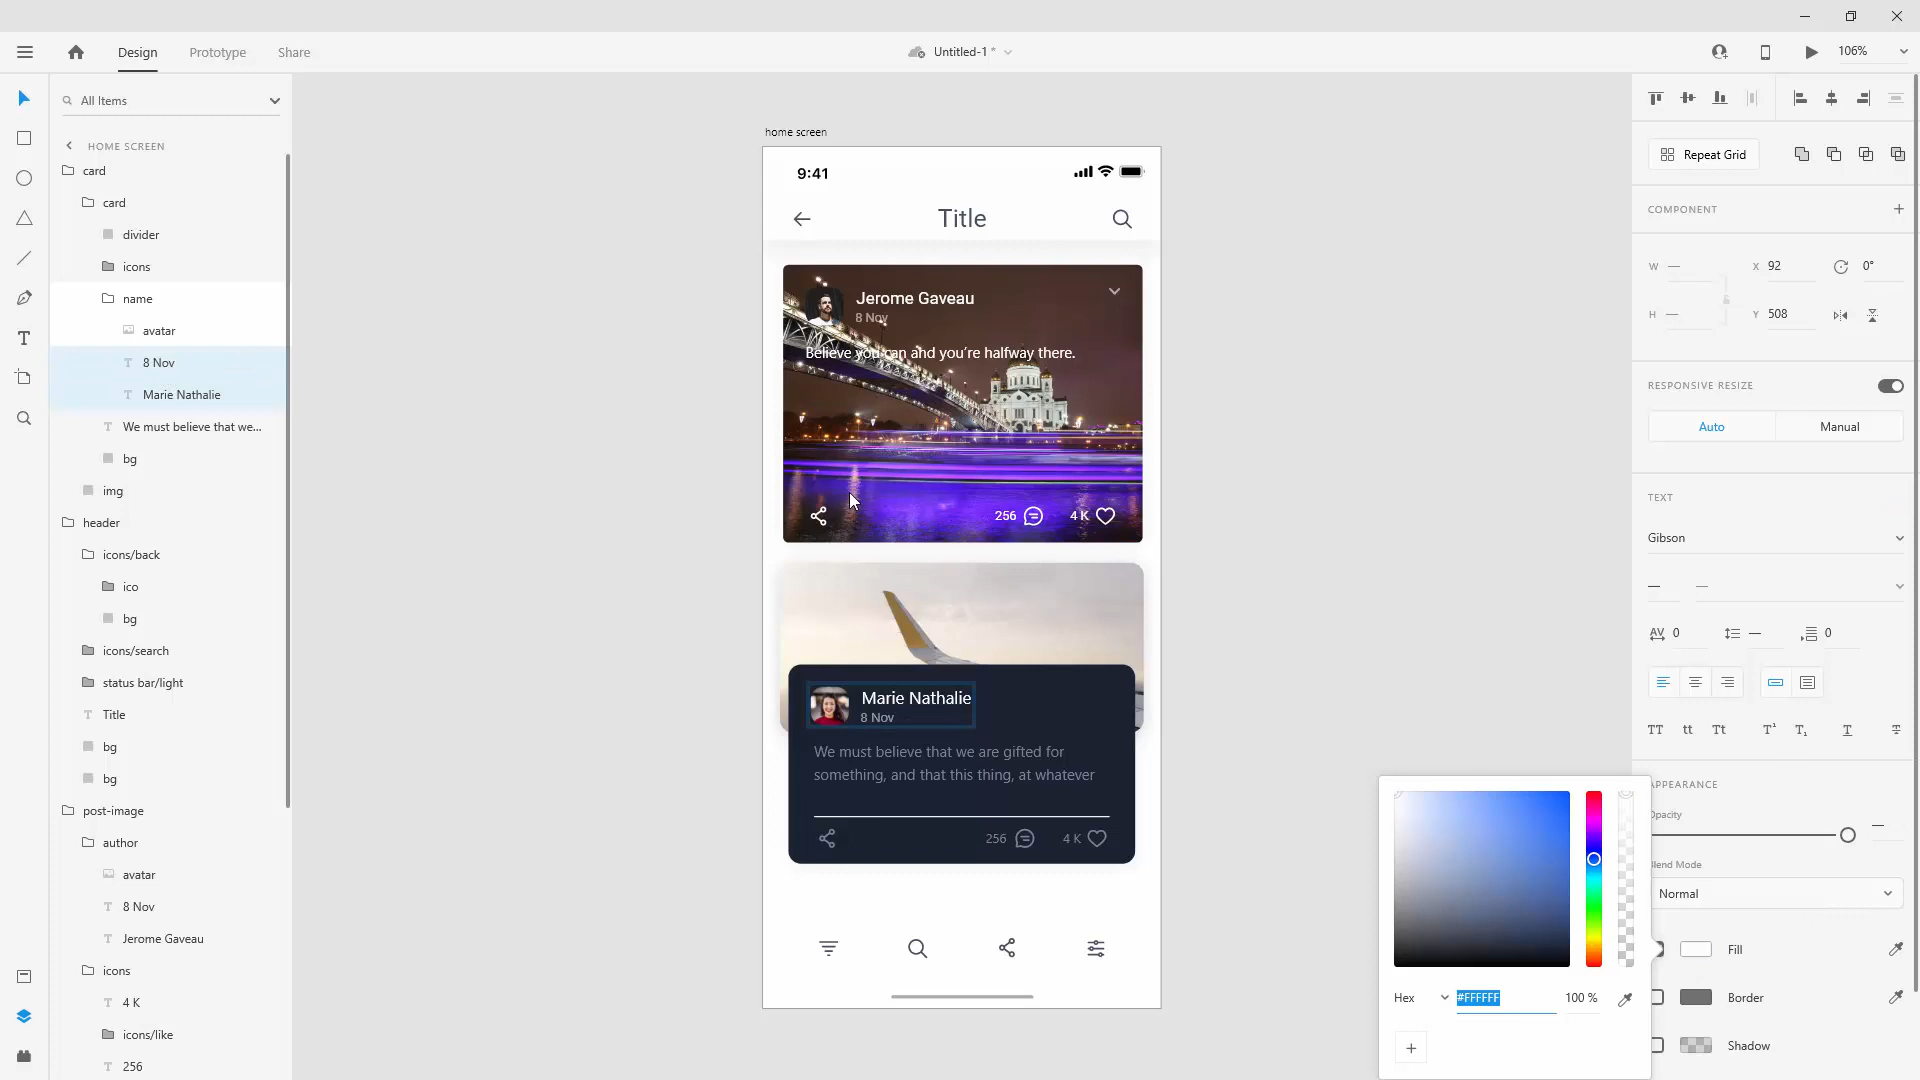 Design
Prototype
Share
Untitled-1 *
106%
All Items
HOME SCREEN
card
card
divider
icons
name
avatar
8 Nov
Marie Nathalie
We must believe that we...
bg
img
header
icons/back
ico
bg
icons/search
status bar/light
Title
bg
bg
post-image
author
avatar
8 Nov
Jerome Gaveau
icons
4 K
icons/like
256
home screen
9:41
Title
Jerome Gaveau
8 Nov
Believe you can and you're halfway there.
256
4 K
Marie Nathalie
8 Nov
We must believe that we are gifted for
something, and that this thing, at whatever
256
4 K
Repeat Grid
COMPONENT
W —
X 92
0°
H —
Y 508
RESPONSIVE RESIZE
Auto
Manual
TEXT
Gibson
— —
AV 0
—
0
TT tt Tt T¹ T₁ T T
APPEARANCE
Opacity
—
Blend Mode
Normal
Fill
Border
Shadow
Hex
#FFFFFF
100 %
+